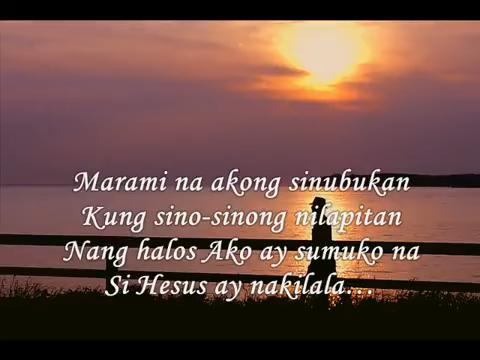 Marami na akong sinubukan
Kung sino-sinong nilapitan
Nang halos Ako ay sumuko na
Si Hesus ay nakilala…